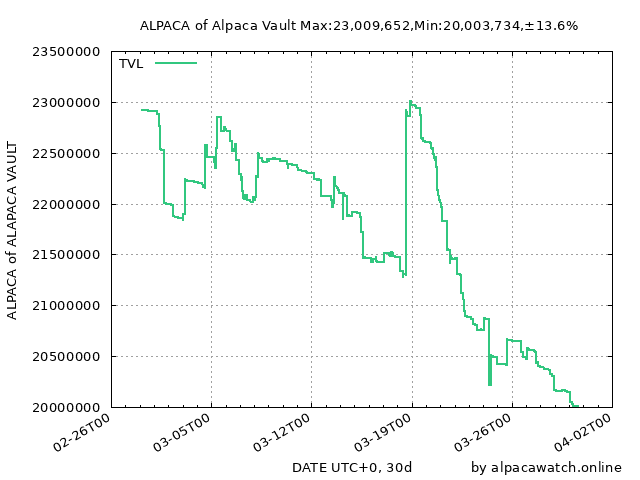 ALPACA of Alpaca Vault Max:23,009,652,Min:20,003,734,±13.6%
TVL
23500000
23000000
22500000
22000000
21500000
21000000
20500000
20000000
ALPACA of ALAPACA VAULT
02-26T00
03-05T00
03-12T00
03-19T00
03-26T00
04-02T00
DATE UTC+0, 30d
by alpacawatch.online